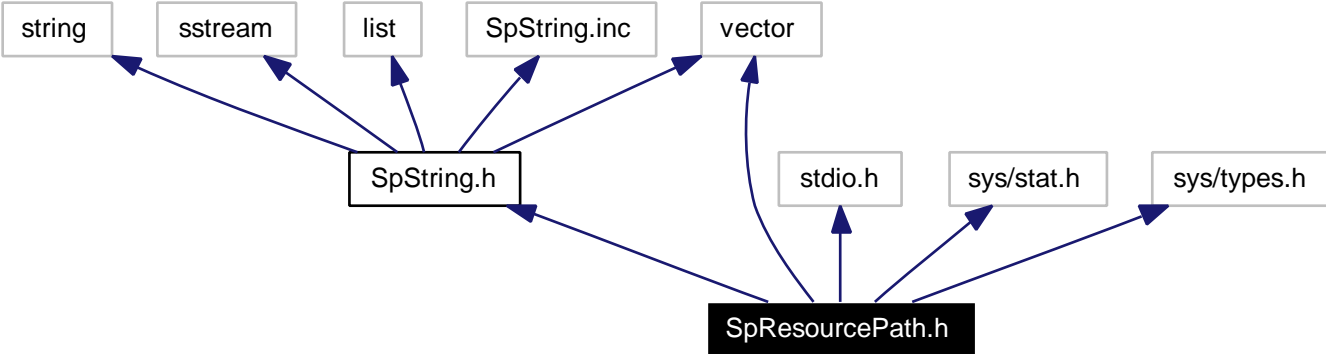 string
sstream
list
SpString.inc
vector
SpString.h
stdio.h
sys/stat.h
sys/types.h
SpResourcePath.h